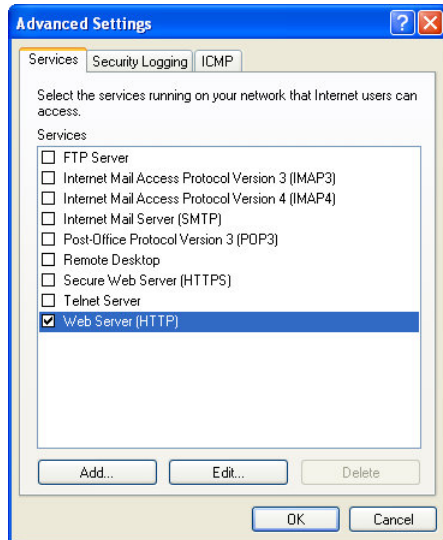 Advanced Settings
Services Security Logging ICMP
Select the services running on your network that Internet users can
access.
Services
FTP Server
Internet Mail Access Protocol Version 3 (IMAP3)
Internet Mail Access Protocol Version 4 (IMAP4)
Internet Mail Server (SMTP)
Post-Office Protocol Version 3 (POP3)
Remote Desktop
Secure Web Server (HTTPS)
Telnet Server
Web Server (HTTP)
Add... Edit... Delete
OK Cancel